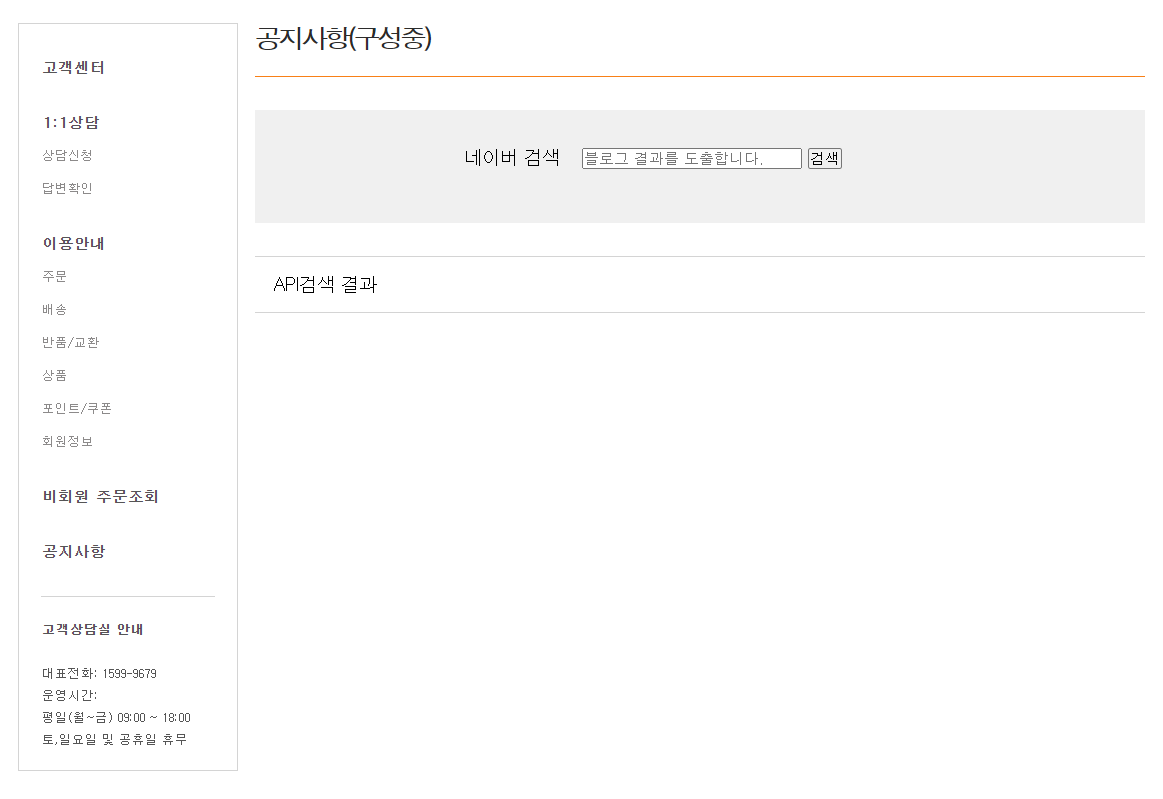 고객센터
1:1상담
상담신청
답변확인
이용안내
주문
배송
반품/교환
상품
포인트/쿠폰
회원정보
비회원 주문조회
공지사항
고객상담실 안내
대표전화: 1599-9679
운영시간:
평일(월~금) 09:00 ~ 18:00
토,일요일 및 공휴일 휴무
공지사항(구성중)
네이버 검색 블로그 결과를 도출합니다. 검색
API검색 결과